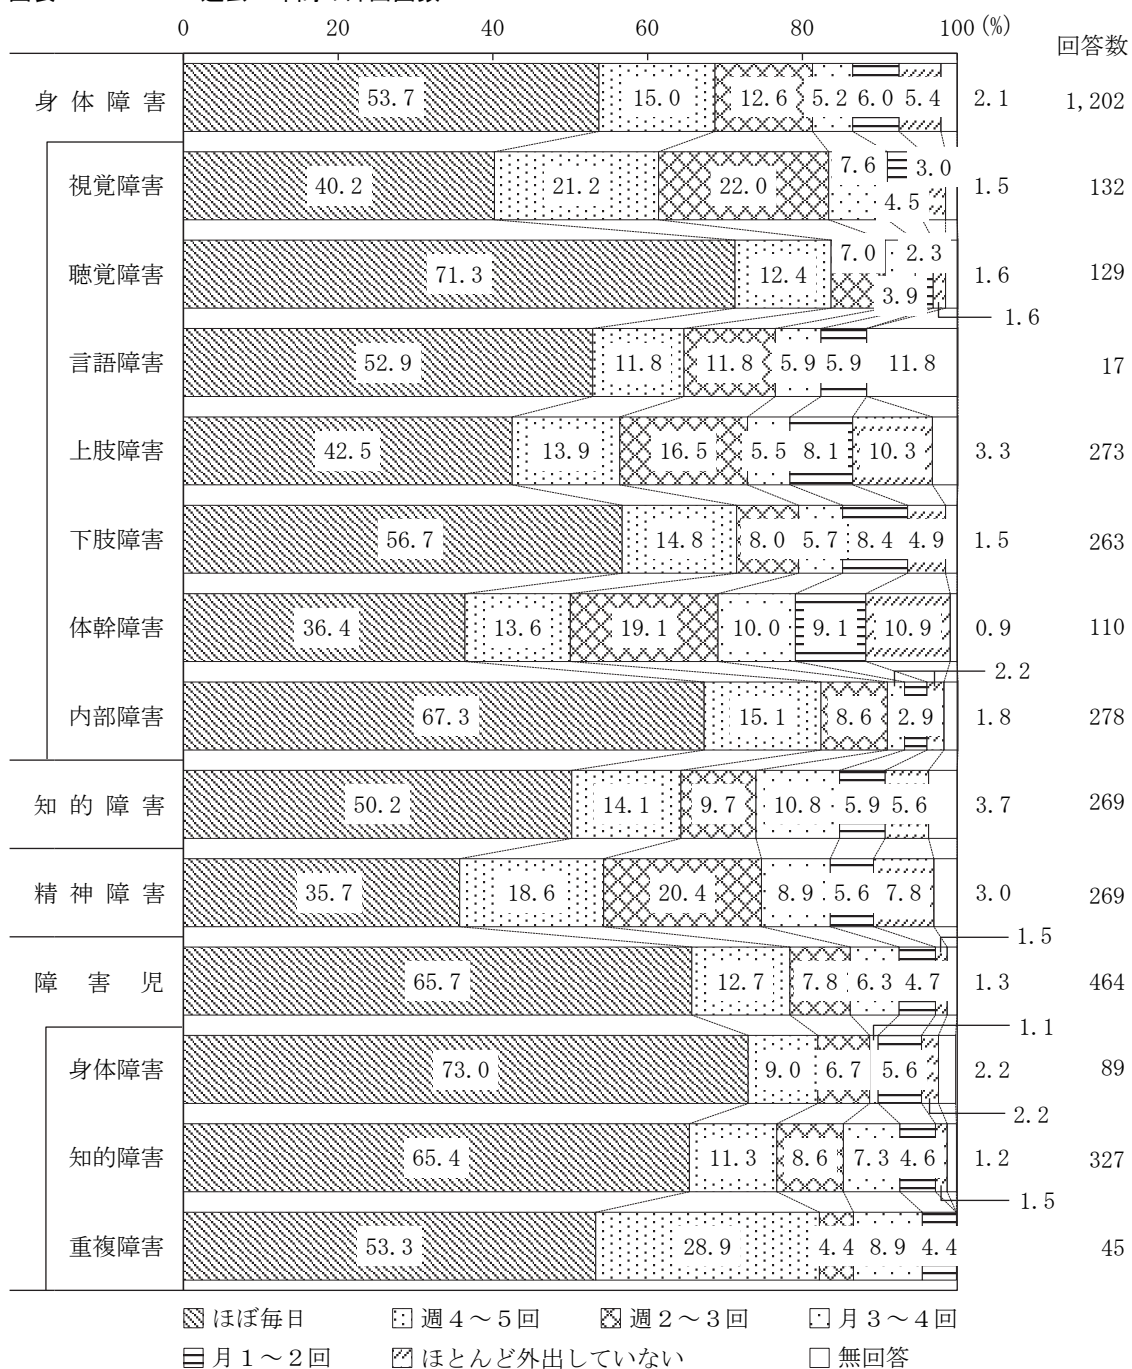 0 20 40 60 80 100 (%)
回答数
身体障害 53.7 15.0 12.6 5.2 6.0 5.4 2.1 1,202
視覚障害 40.2 21.2 22.0 7.6 4.5 3.0 1.5 132
聴覚障害 71.3 12.4 7.0 3.9 2.3 1.6 1.6 129
言語障害 52.9 11.8 11.8 5.9 5.9 11.8 17
上肢障害 42.5 13.9 16.5 5.5 8.1 10.3 3.3 273
下肢障害 56.7 14.8 8.0 5.7 8.4 4.9 1.5 263
体幹障害 36.4 13.6 19.1 10.0 9.1 10.9 0.9 110
2.2
内部障害 67.3 15.1 8.6 2.9 1.8 278
知的障害 50.2 14.1 9.7 10.8 5.9 5.6 3.7 269
精神障害 35.7 18.6 20.4 8.9 5.6 7.8 3.0 269
1.5
障害児 65.7 12.7 7.8 6.3 4.7 1.3 464
1.1
身体障害 73.0 9.0 6.7 5.6 2.2 89
2.2
知的障害 65.4 11.3 8.6 7.3 4.6 1.2 327
1.5
重複障害 53.3 28.9 4.4 8.9 4.4 45
ほぼ毎日 週4～5回 週2～3回 月3～4回
月1～2回 ほとんど外出していない 無回答